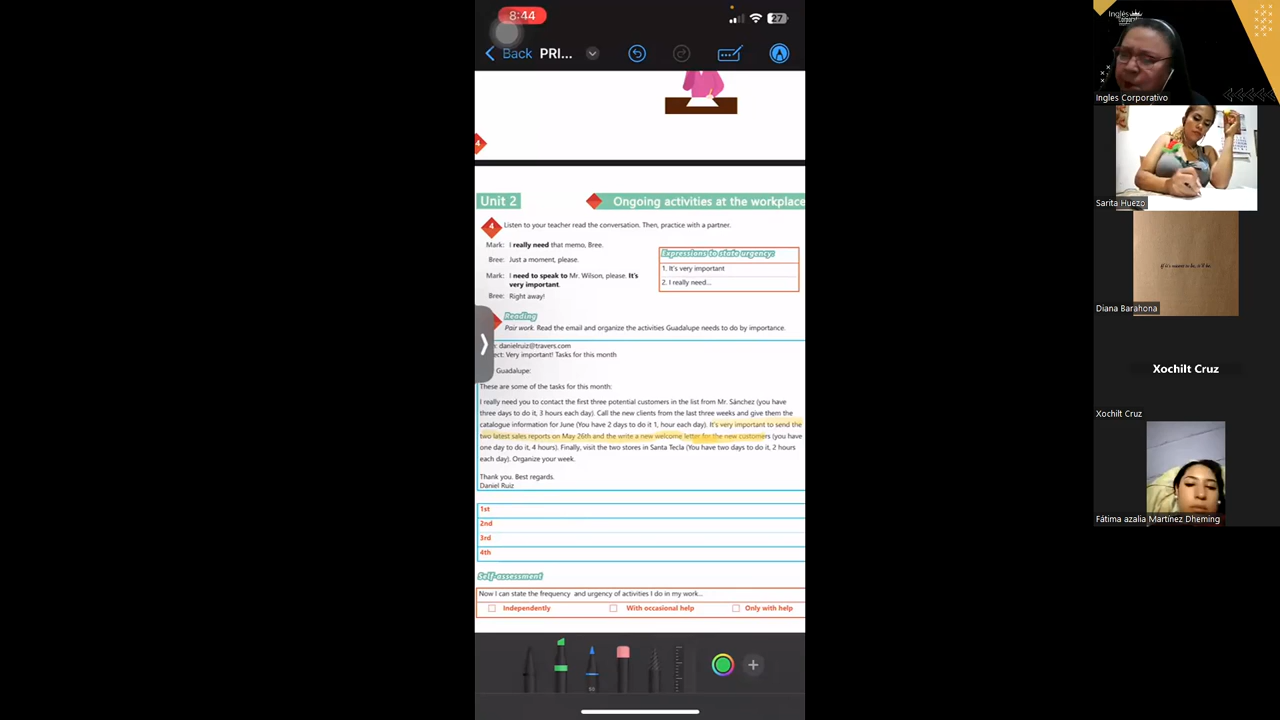 8:44
27
Back PRI...
4
Unit 2
Ongoing activities at the workplace
4
Listen to your teacher read the conversation. Then, practice with a partner.
Mark: I really need that memo, Bree.
Bree: Just a moment, please.
Mark: I need to speak to Mr. Wilson, please. It's
very important.
Bree: Right away!
Expressions to state urgency:
1. It's very important
2. I really need...
Reading
Pair work. Read the email and organize the activities Guadalupe needs to do by importance.
: danielruiz@travers.com
ect: Very important! Tasks for this month
Guadalupe:
These are some of the tasks for this month:
I really need you to contact the first three potential customers in the list from Mr. Sánchez (you have
three days to do it, 3 hours each day). Call the new clients from the last three weeks and give them the
catalogue information for June (You have 2 days to do it 1, hour each day). It's very important to send the
two latest sales reports on May 26th and the write a new welcome letter for the new customers (you have
one day to do it, 4 hours). Finally, visit the two stores in Santa Tecla (You have two days to do it, 2 hours
each day). Organize your week.
Thank you. Best regards.
Daniel Ruiz
1st
2nd
3rd
4th
Self-assessment
Now I can state the frequency and urgency of activities I do in my work...
Independently
With occasional help
Only with help
Inglés
Corporativo
Ingles Corporativo
Sarita Huezo
Diana Barahona
Xochilt Cruz
Xochilt Cruz
Fátima azalia Martínez Dheming